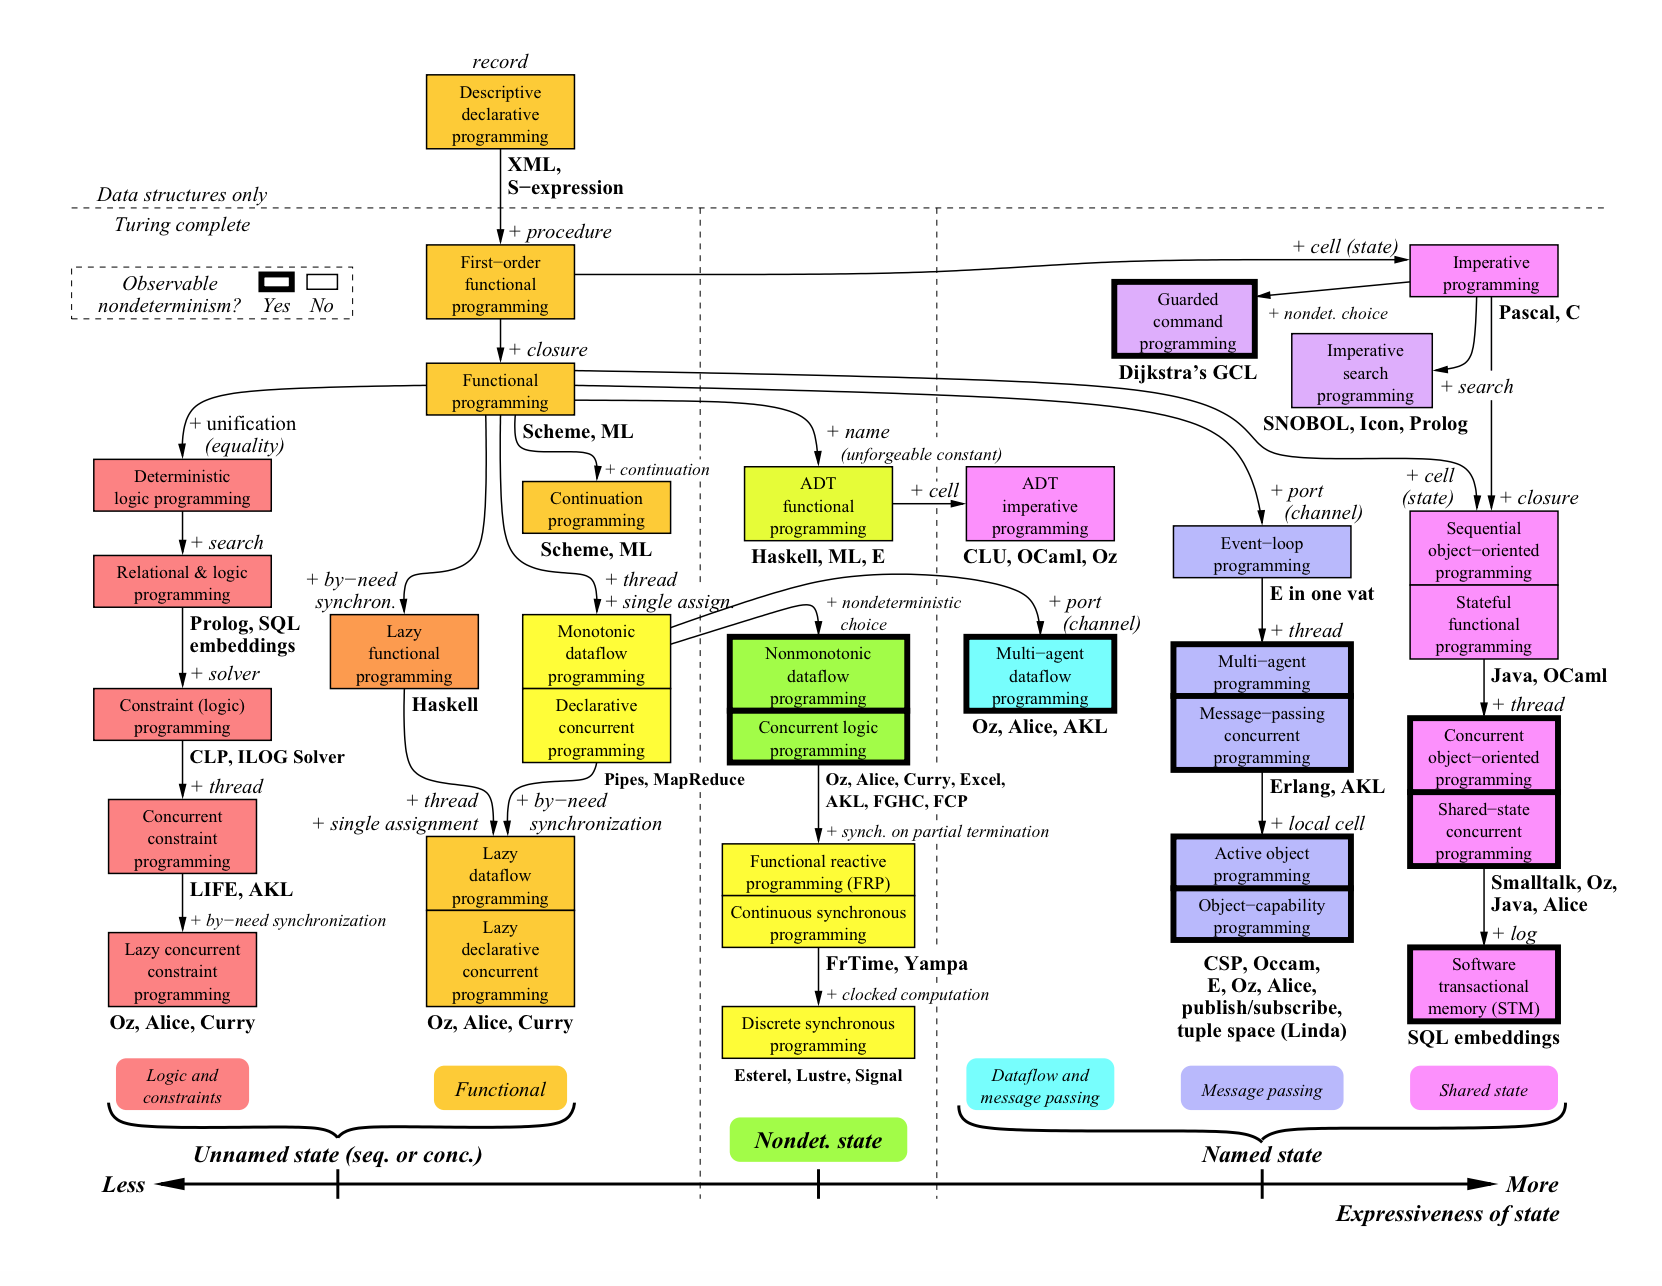 record
Descriptive
declarative
programming
XML,
S−expression
Data structures only
Turing complete
+ procedure
Observable
nondeterminism?
Yes
No
First−order
functional
programming
+ cell (state)
Imperative
programming
Pascal, C
Guarded
command
programming
+ nondet. choice
Dijkstra’s GCL
Imperative
search
programming
+ search
SNOBOL, Icon, Prolog
+ closure
Functional
programming
Scheme, ML
+ unification
(equality)
Deterministic
logic programming
+ search
Relational & logic
programming
Prolog, SQL
embeddings
+ solver
Constraint (logic)
programming
CLP, ILOG Solver
+ thread
Concurrent
constraint
programming
LIFE, AKL
+ by−need synchronization
Lazy concurrent
constraint
programming
Oz, Alice, Curry
+ continuation
Continuation
programming
Scheme, ML
+ by−need
synchron.
Lazy
functional
programming
Haskell
+ thread
+ single assign.
Monotonic
dataflow
programming
Declarative
concurrent
programming
Pipes, MapReduce
+ thread
+ single assignment
+ by−need
synchronization
Lazy
dataflow
programming
Lazy
declarative
concurrent
programming
Oz, Alice, Curry
+ name
(unforgeable constant)
ADT
functional
programming
Haskell, ML, E
+ cell
ADT
imperative
programming
CLU, OCaml, Oz
+ nondeterministic
choice
Nonmonotonic
dataflow
programming
Concurrent logic
programming
Oz, Alice, Curry, Excel,
AKL, FGHC, FCP
+ synch. on partial termination
Functional reactive
programming (FRP)
Continuous synchronous
programming
FrTime, Yampa
+ clocked computation
Discrete synchronous
programming
Esterel, Lustre, Signal
+ port
(channel)
Multi−agent
dataflow
programming
Oz, Alice, AKL
+ port
(channel)
Event−loop
programming
E in one vat
+ thread
Multi−agent
programming
Message−passing
concurrent
programming
Erlang, AKL
+ local cell
Active object
programming
Object−capability
programming
CSP, Occam,
E, Oz, Alice,
publish/subscribe,
tuple space (Linda)
+ cell
(state)
+ closure
Sequential
object−oriented
programming
Stateful
functional
programming
Java, OCaml
+ thread
Concurrent
object−oriented
programming
Shared−state
concurrent
programming
Smalltalk, Oz,
Java, Alice
+ log
Software
transactional
memory (STM)
SQL embeddings
Logic and
constraints
Functional
Dataflow and
message passing
Message passing
Shared state
Unnamed state (seq. or conc.)
Nondet. state
Named state
Less
More
Expressiveness of state